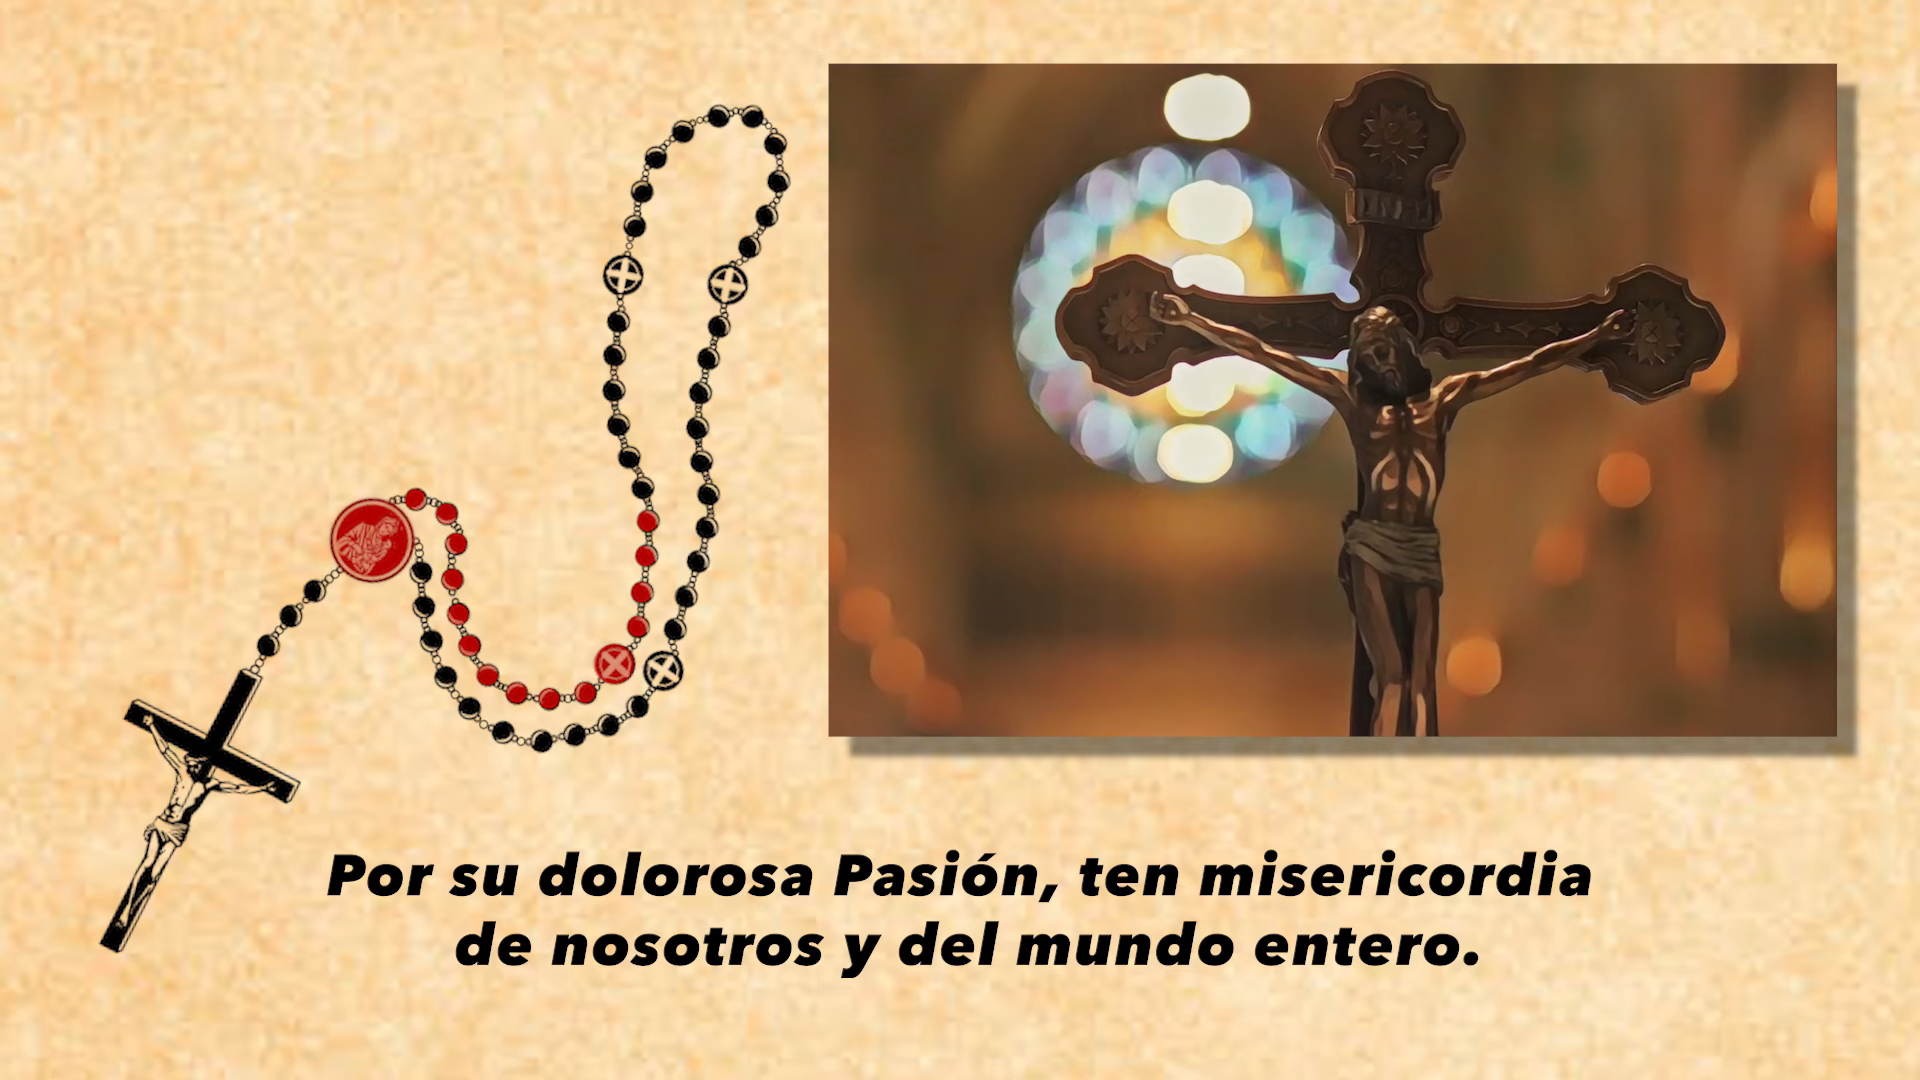 Por su dolorosa Pasión, ten misericordia
de nosotros y del mundo entero.